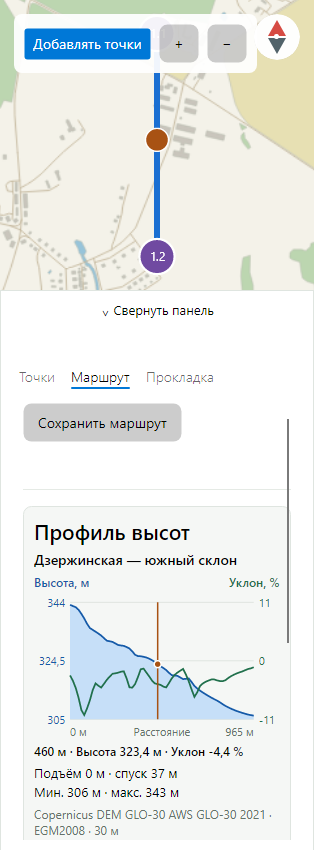 Добавлять точки + −
1.2
Свернуть панель
Точки Маршрут Прокладка
Сохранить маршрут
Профиль высот
Дзержинская — южный склон
Высота, м Уклон, %
344 11
324,5 0
305 -11
0 м Расстояние 965 м
460 м · Высота 323,4 м · Уклон -4,4 %
Подъём 0 м · спуск 37 м
Мин. 306 м · макс. 343 м
Copernicus DEM GLO-30 AWS GLO-30 2021 ·
EGM2008 · 30 м